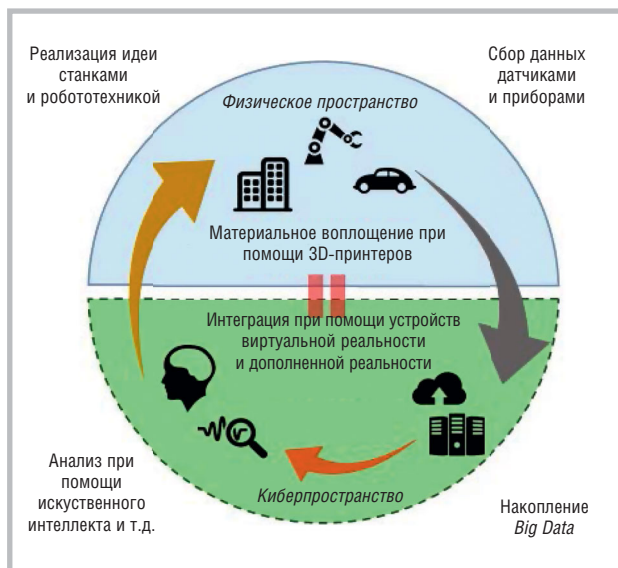 Реализация идеи
станками
и робототехникой
Сбор данных
датчиками
и приборами
Физическое пространство
Материальное воплощение при
помощи 3D-принтеров
Интеграция при помощи устройств
виртуальной реальности
и дополненной реальности
Анализ при
помощи
искуственного
интеллекта и т.д.
Киберпространство
Накопление
Big Data